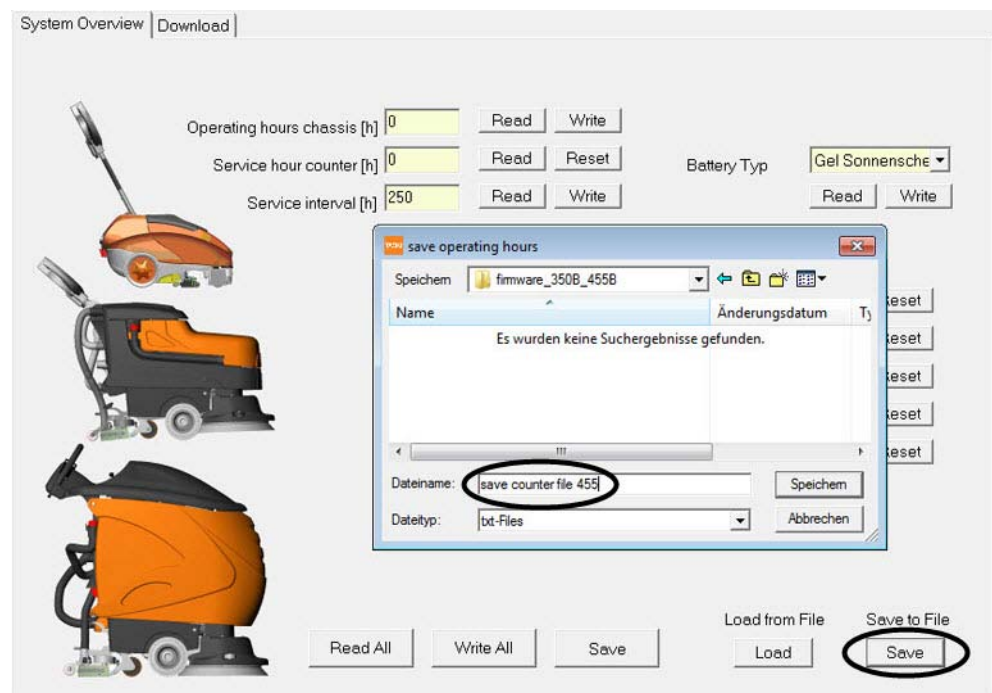 System Overview Download
Operating hours chassis [h] 0 Read Write
Service hour counter [h] 0 Read Reset
Battery Typ Gel Sonnensche
Service interval [h] 250 Read Write
Read Write
save operating hours
Speichern firmware_350B_455B
Name Änderungsdatum Ty
Es wurden keine Suchergebnisse gefunden.
eset
eset
eset
eset
eset
Dateiname: save counter file 455 Speichern
Dateityp: txt-Files Abbrechen
Load from File Save to File
Read All Write All Save Load Save